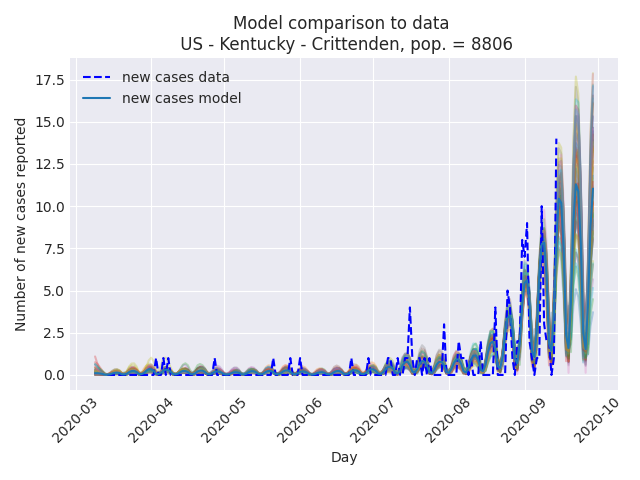 Model comparison to data
US - Kentucky - Crittenden, pop. = 8806
new cases data
new cases model
Number of new cases reported
17.5
15.0
12.5
10.0
7.5
5.0
2.5
0.0
2020-03
2020-04
2020-05
2020-06
2020-07
2020-08
2020-09
2020-10
Day